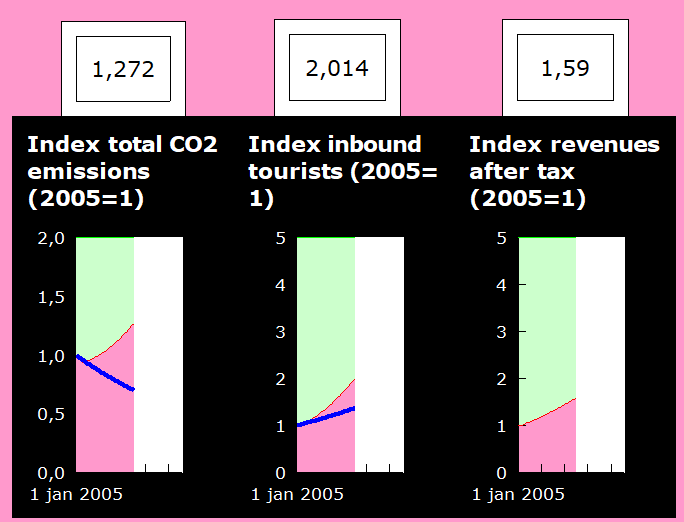 1,272
2,014
1,59
Index total CO2
emissions
(2005=1)
Index inbound
tourists (2005=
1)
Index revenues
after tax
(2005=1)
2,0
1,5
1,0
0,5
0,0
1 jan 2005
5
4
3
2
1
0
1 jan 2005
5
4
3
2
1
0
1 jan 2005